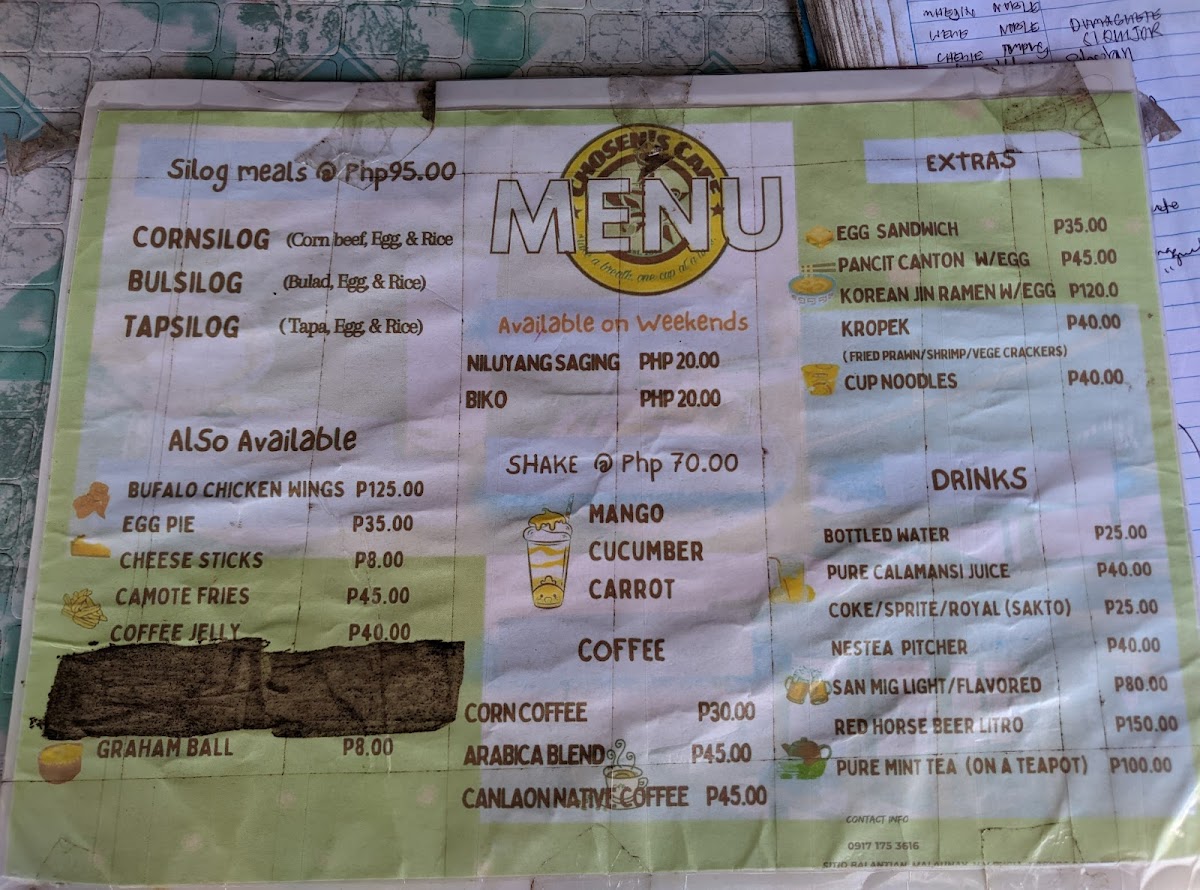 MENU
CHOSEN'S CAFE
Silog meals @ Php95.00
CORNSILOG (Corn beef, Egg, & Rice
BULSILOG (Bulad, Egg, & Rice)
TAPSILOG ( Tapa, Egg, & Rice)
Also Available
BUFALO CHICKEN WINGS P125.00
EGG PIE P35.00
CHEESE STICKS P8.00
CAMOTE FRIES P45.00
COFFEE JELLY P40.00
GRAHAM BALL P8.00
Available on Weekends
NILUYANG SAGING PHP 20.00
BIKO PHP 20.00
SHAKE @ Php 70.00
MANGO
CUCUMBER
CARROT
COFFEE
CORN COFFEE P30.00
ARABICA BLEND P45.00
CANLAON NATIVE COFFEE P45.00
EXTRAS
EGG SANDWICH P35.00
PANCIT CANTON W/EGG P45.00
KOREAN JIN RAMEN W/EGG P120.0
KROPEK P40.00
( FRIED PRAWN/SHRIMP/VEGE CRACKERS)
CUP NOODLES P40.00
DRINKS
BOTTLED WATER P25.00
PURE CALAMANSI JUICE P40.00
COKE/SPRITE/ROYAL (SAKTO) P25.00
NESTEA PITCHER P40.00
SAN MIG LIGHT/FLAVORED P80.00
RED HORSE BEER LITRO P150.00
PURE MINT TEA (ON A TEAPOT) P100.00
CONTACT INFO
0917 175 3616
SITIO BALANTIAN, MALAUNAY
DUMAGUETE
SIQUIJOR